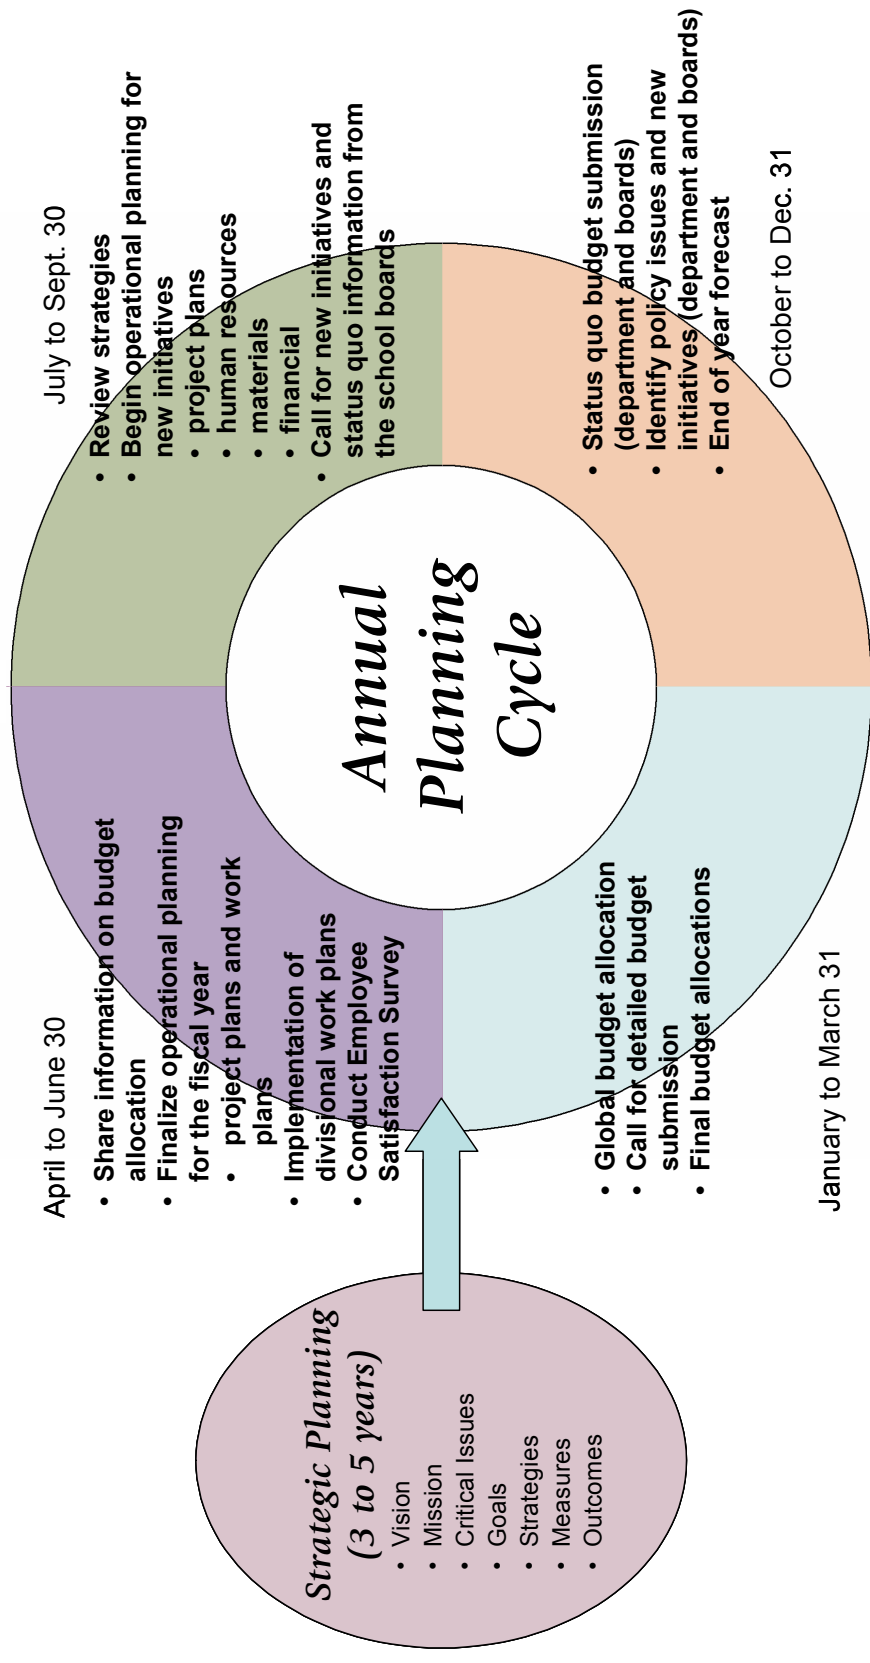 Strategic Planning
(3 to 5 years)
• Vision
• Mission
• Critical Issues
• Goals
• Strategies
• Measures
• Outcomes
April to June 30
• Share information on budget
allocation
• Finalize operational planning
for the fiscal year
• project plans and work
plans
• Implementation of
divisional work plans
• Conduct Employee
Satisfaction Survey
July to Sept. 30
• Review strategies
• Begin operational planning for
new initiatives
• project plans
• human resources
• materials
• financial
• Call for new initiatives and
status quo information from
the school boards
Annual
Planning
Cycle
• Global budget allocation
• Call for detailed budget
submission
• Final budget allocations
January to March 31
• Status quo budget submission
(department and boards)
• Identify policy issues and new
initiatives (department and boards)
• End of year forecast
October to Dec. 31